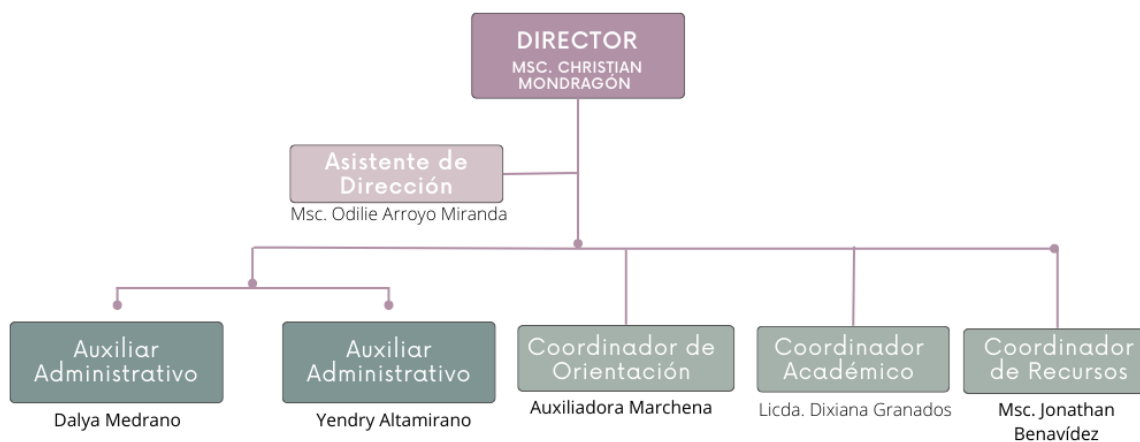 DIRECTOR
MSC. CHRISTIAN
MONDRAGÓN
Asistente de
Dirección
Msc. Odilie Arroyo Miranda
Auxiliar
Administrativo
Dalya Medrano
Auxiliar
Administrativo
Yendry Altamirano
Coordinador de
Orientación
Auxiliadora Marchena
Coordinador
Académico
Licda. Dixiana Granados
Coordinador
de Recursos
Msc. Jonathan
Benavídez